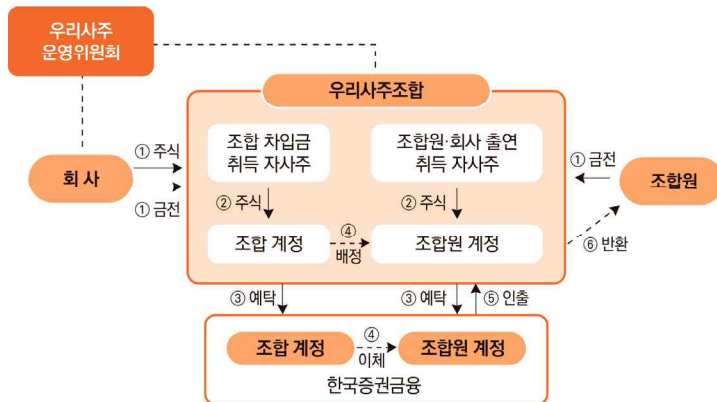 우리사주
운영위원회
우리사주조합
조합 차입금
취득 자사주
조합원·회사 출연
취득 자사주
① 주식
회 사
① 금전
① 금전
조합원
② 주식
② 주식
조합 계정
④
배정
조합원 계정
⑥ 반환
③ 예탁
③ 예탁
⑤ 인출
조합 계정
④
이체
조합원 계정
한국증권금융